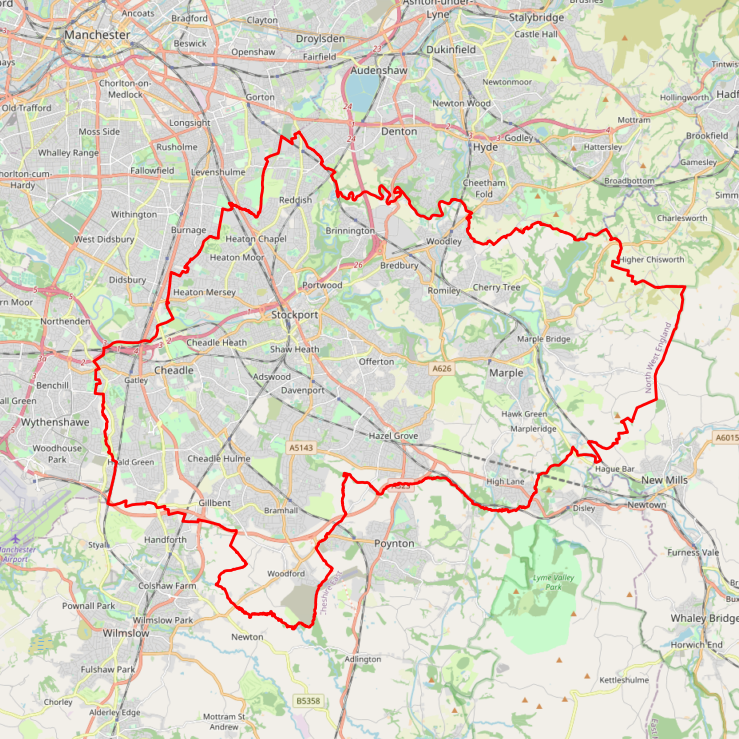 Ancoats
Bradford
Clayton
Manchester
Droylsden
Ashton-under-
Lyne
Stalybridge
Brushes
Beswick
Openshaw
Fairfield
23
Dukinfield
Castle Hall
Audenshaw
Chorlton-on-
Medlock
Gorton
24
Newtonmoor
Tintwis
Old-Trafford
Newton Wood
Hollingworth
Hadf
Longsight
Mottram
Moss Side
Denton
24
Godley
Brookfield
Rusholme
Hyde
Hattersley
Whalley Range
Gamesley
Fallowfield
Levenshulme
Broadbottom
Chorlton-cum-
Hardy
Cheetham
Fold
Simm
Reddish
Withington
Charlesworth
Burnage
Brinnington
West Didsbury
Heaton Chapel
Woodley
Heaton Moor
26
Bredbury
Higher Chisworth
Didsbury
5
Portwood
Romiley
Cherry Tree
Heaton Mersey
Stockport
1
Northenden
Marple Bridge
Cheadle Heath
Shaw Heath
Offerton
A626
Marple
Benchill
Gatley
Cheadle
Adswood
Davenport
North West England
Hawk Green
Wythenshawe
Marpleridge
Hazel Grove
A6015
Woodhouse
Park
A5143
Heald Green
Cheadle Hulme
Hague Bar
New Mills
High Lane
Gillbent
A523
Newtown
Bramhall
Disley
Styal
Handforth
Manchester
Airport
Poynton
Furness Vale
Woodford
Lyme Valley
Park
Colshaw Farm
Pownall Park
Wilmslow Park
Whaley Bridge
Wilmslow
Newton
Horwich End
Adlington
Fulshaw Park
Kettleshulme
Chorley
B5358
Alderley Edge
Mottram St
Andrew